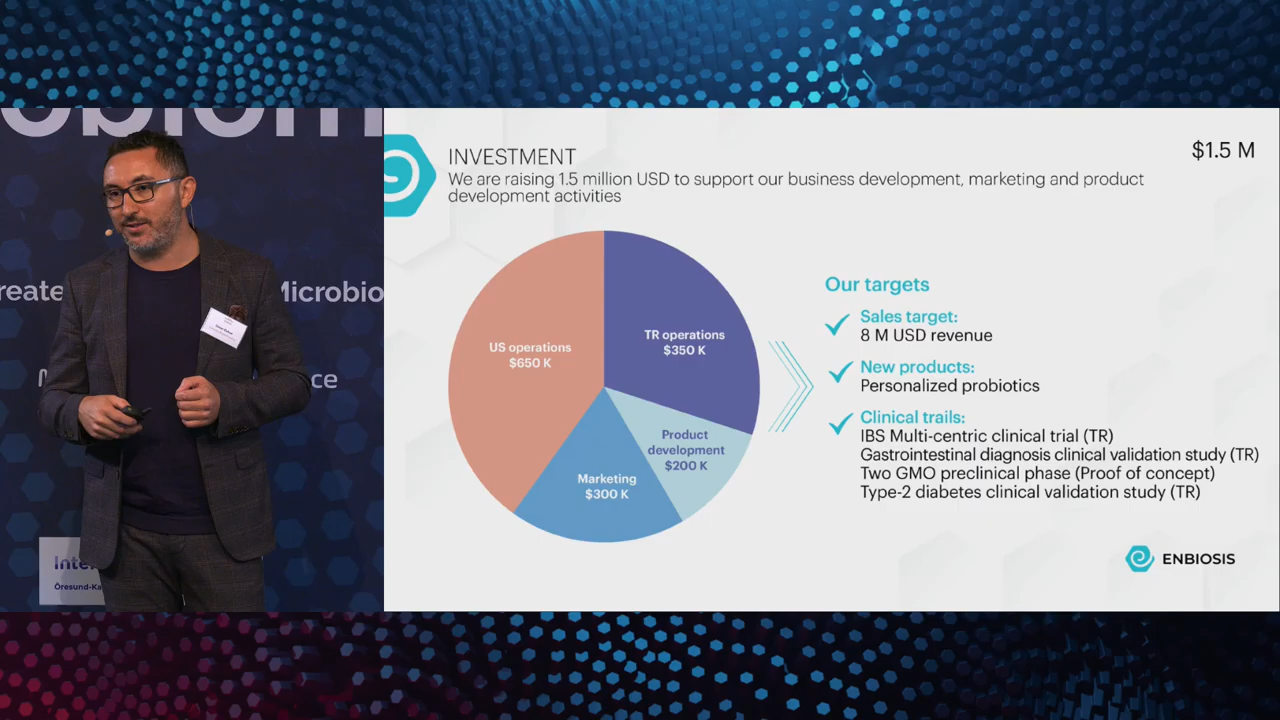 INVESTMENT
$1.5 M
We are raising 1.5 million USD to support our business development, marketing and product
development activities
US operations
$650 K
TR operations
$350 K
Product
development
$200 K
Marketing
$300 K
Our targets
Sales target:
8 M USD revenue
New products:
Personalized probiotics
Clinical trails:
IBS Multi-centric clinical trial (TR)
Gastrointestinal diagnosis clinical validation study (TR)
Two GMO preclinical phase (Proof of concept)
Type-2 diabetes clinical validation study (TR)
ENBIOSIS
obiom
reate
Microbio
ce
Inte
Öresund-Ka